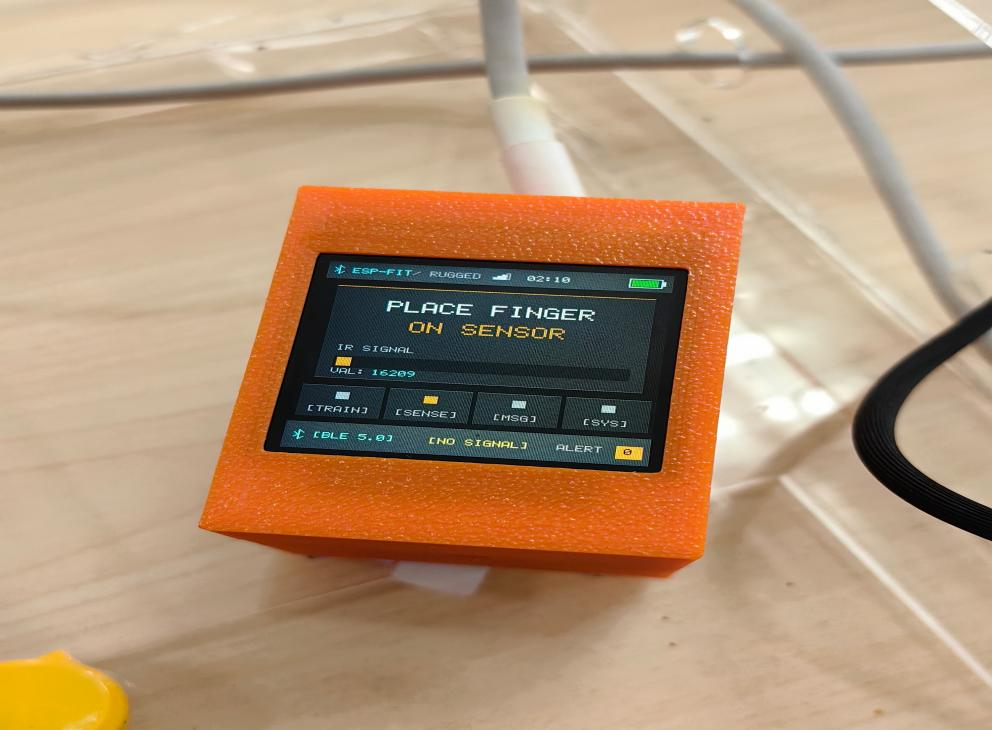 ESP-FIT/ RUGGED 02:10
PLACE FINGER
ON SENSOR
IR SIGNAL
VAL: 16209
[TRAIN] [SENSE] [MSG] [SYS]
[BLE 5.0] [NO SIGNAL] ALERT 0